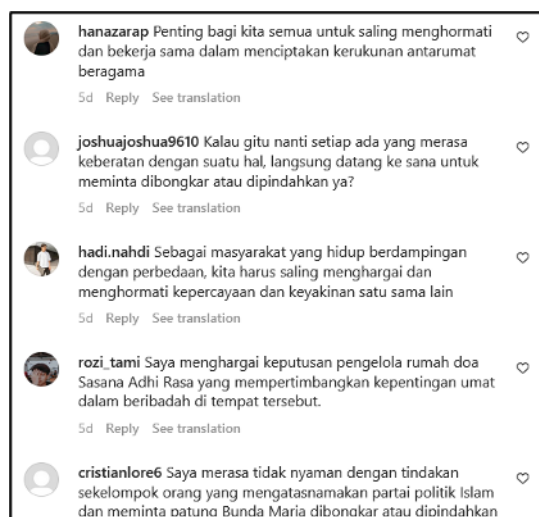 hanazarap Penting bagi kita semua untuk saling menghormati
dan bekerja sama dalam menciptakan kerukunan antarumat
beragama
5d Reply See translation
joshuajoshua9610 Kalau gitu nanti setiap ada yang merasa
keberatan dengan suatu hal, langsung datang ke sana untuk
meminta dibongkar atau dipindahkan ya?
5d Reply See translation
hadi.nahdi Sebagai masyarakat yang hidup berdampingan
dengan perbedaan, kita harus saling menghargai dan
menghormati kepercayaan dan keyakinan satu sama lain
5d Reply See translation
rozi_tami Saya menghargai keputusan pengelola rumah doa
Sasana Adhi Rasa yang mempertimbangkan kepentingan umat
dalam beribadah di tempat tersebut.
5d Reply See translation
cristianlore6 Saya merasa tidak nyaman dengan tindakan
sekelompok orang yang mengatasnamakan partai politik Islam
dan meminta patung Bunda Maria dibongkar atau dipindahkan